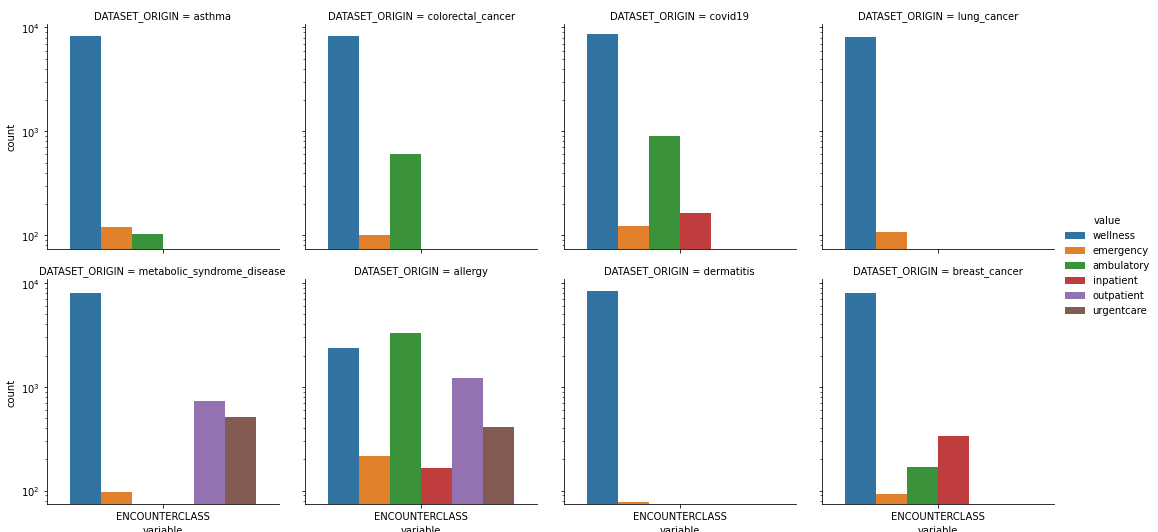 DATASET_ORIGIN = asthma
DATASET_ORIGIN = colorectal_cancer
DATASET_ORIGIN = covid19
DATASET_ORIGIN = lung_cancer
10⁴
10³
10²
count
DATASET_ORIGIN = metabolic_syndrome_disease
DATASET_ORIGIN = allergy
DATASET_ORIGIN = dermatitis
DATASET_ORIGIN = breast_cancer
10⁴
10³
10²
count
ENCOUNTERCLASS
variable
ENCOUNTERCLASS
variable
ENCOUNTERCLASS
variable
ENCOUNTERCLASS
variable
value
wellness
emergency
ambulatory
inpatient
outpatient
urgentcare